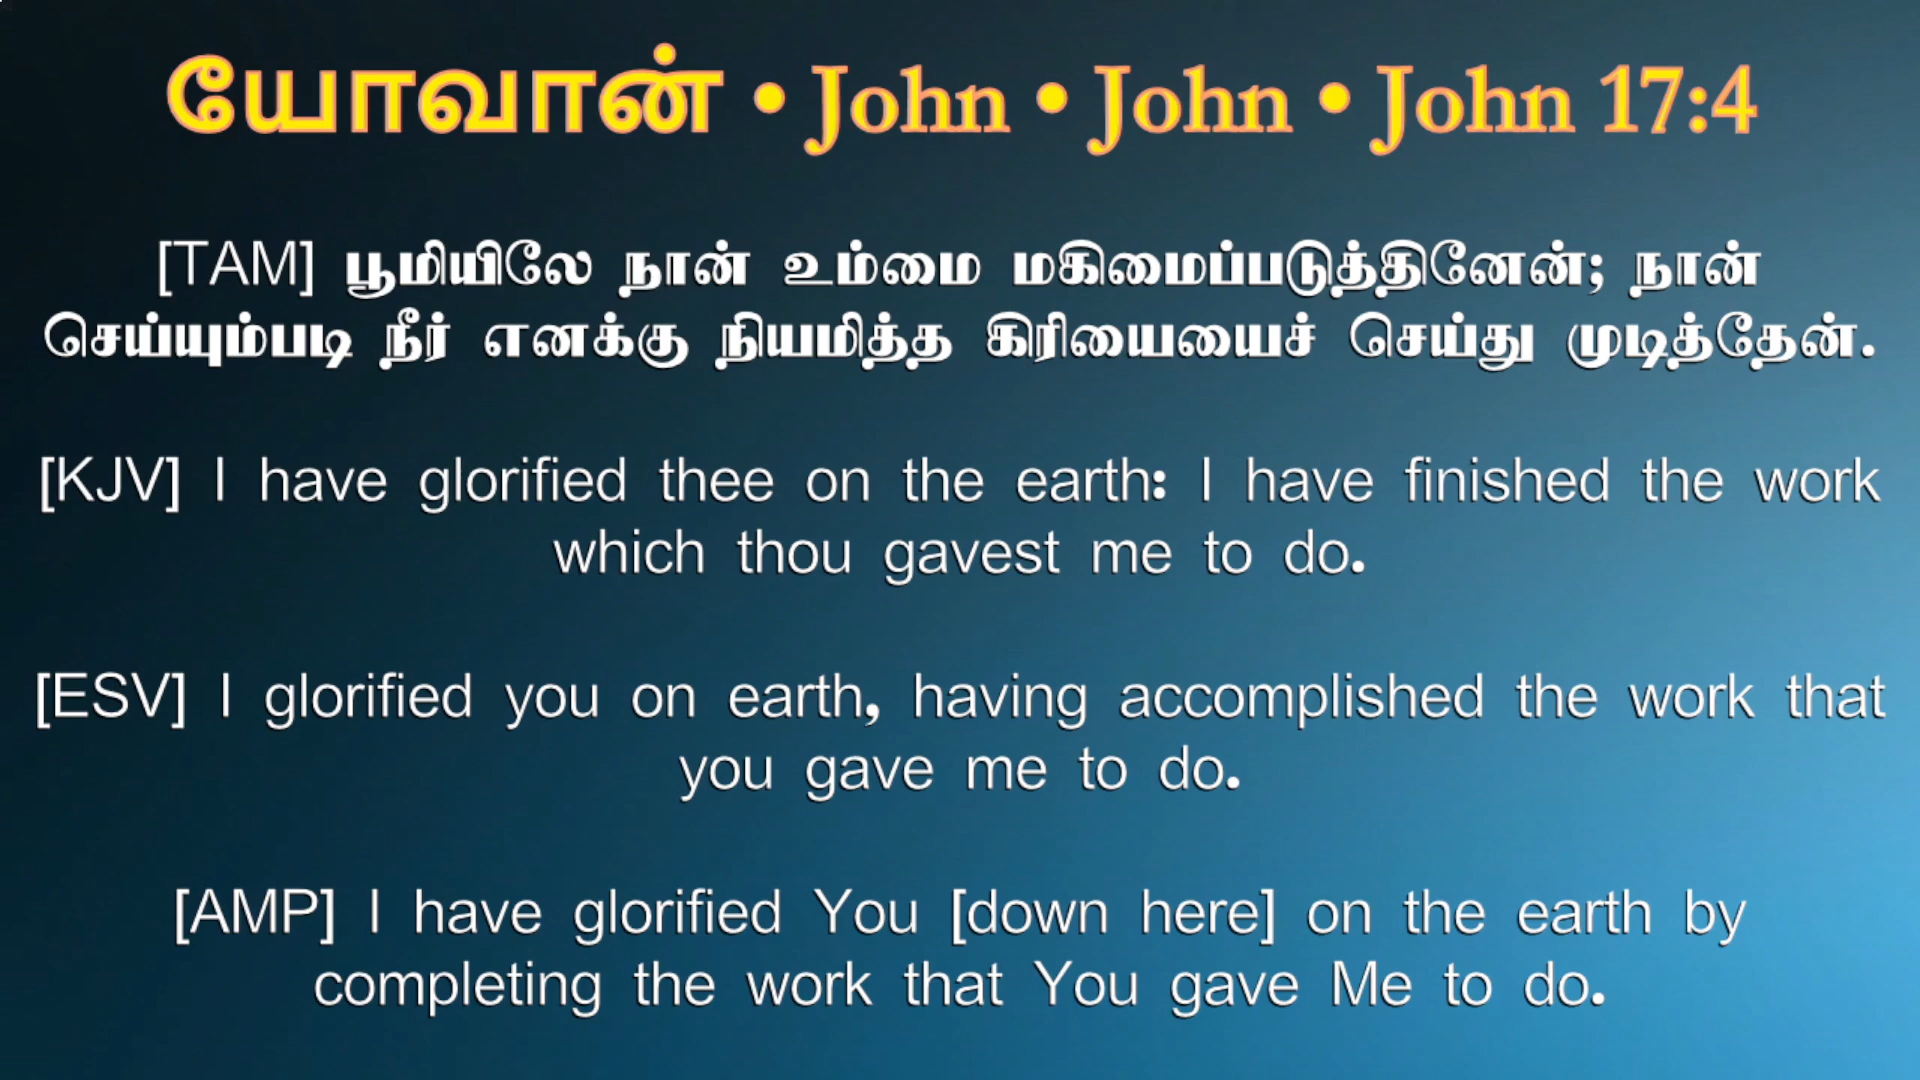 யோவான் • John • John • John 17:4
[TAM] பூமியிலே நான் உம்மை மகிமைப்படுத்தினேன்; நான்
செய்யும்படி நீர் எனக்கு நியமித்த கிரியையைச் செய்து முடித்தேன்.
[KJV] I have glorified thee on the earth: I have finished the work
which thou gavest me to do.
[ESV] I glorified you on earth, having accomplished the work that
you gave me to do.
[AMP] I have glorified You [down here] on the earth by
completing the work that You gave Me to do.